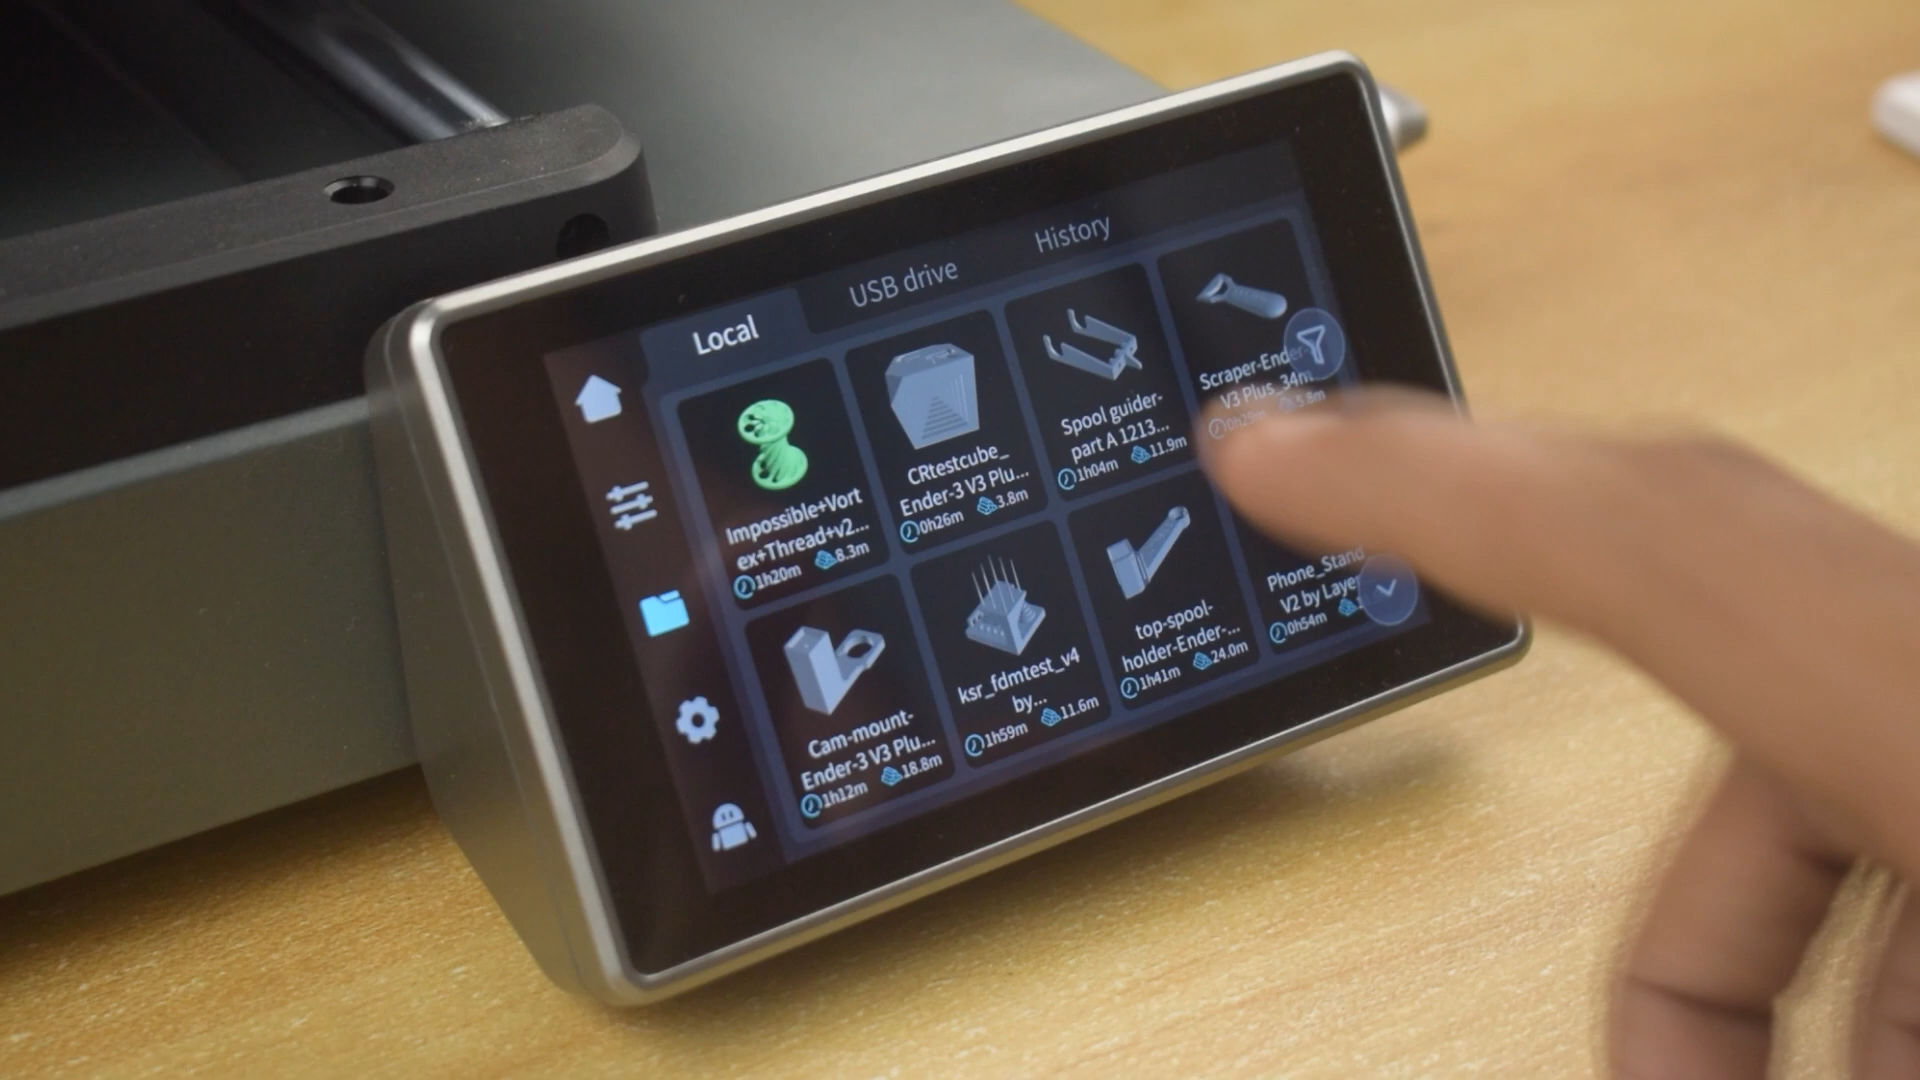 Local
USB drive
History
Impossible+Vort
ex+Thread+v2...
1h20m 8.3m
CRtestcube_
Ender-3 V3 Plu...
0h26m 3.8m
Spool guider-
part A 1213...
1h04m 11.9m
Scraper-Ender-
V3 Plus_34m
5.8m
Cam-mount-
Ender-3 V3 Plu...
1h12m 18.8m
ksr_fdmtest_v4
by...
1h59m 11.6m
top-spool-
holder-Ender-...
1h41m 24.0m
Phone_Stand
V2 by Laye
0h54m